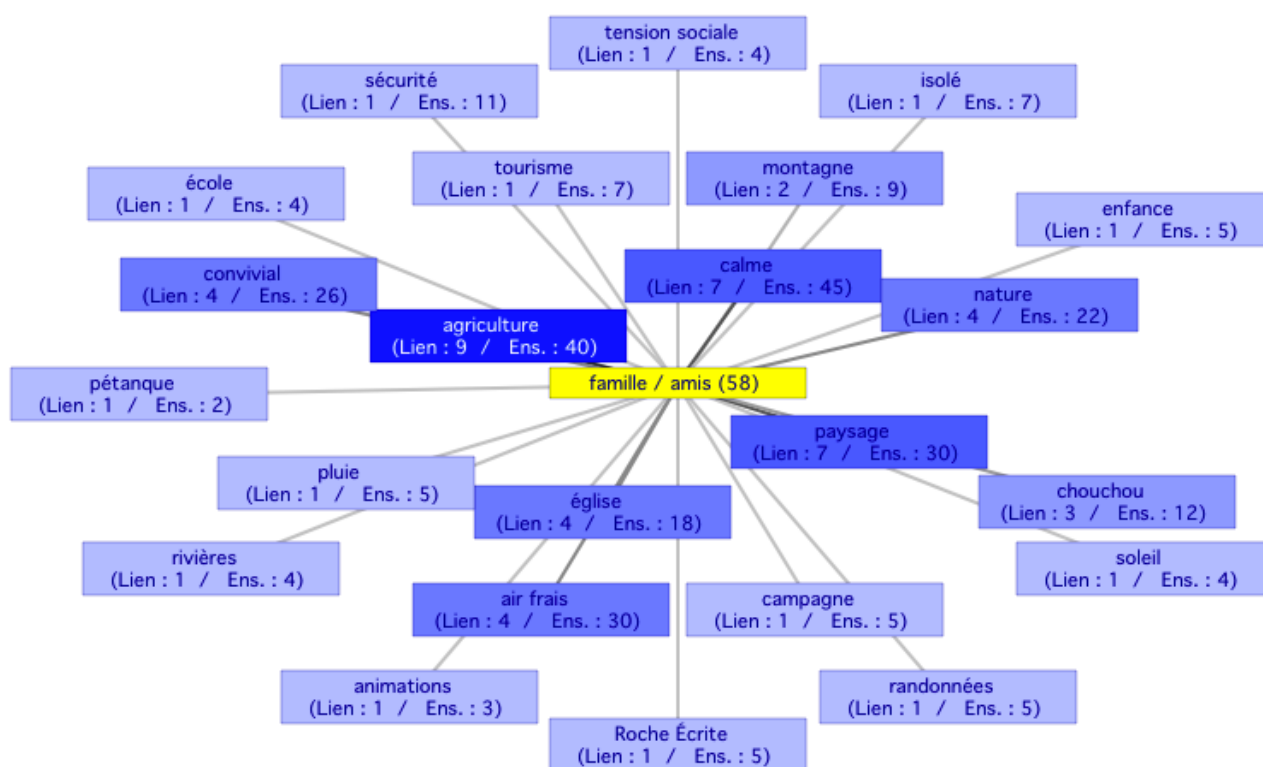 tension sociale
(Lien : 1 / Ens. : 4)
sécurité
(Lien : 1 / Ens. : 11)
isolé
(Lien : 1 / Ens. : 7)
tourisme
(Lien : 1 / Ens. : 7)
montagne
(Lien : 2 / Ens. : 9)
école
(Lien : 1 / Ens. : 4)
enfance
(Lien : 1 / Ens. : 5)
convivial
(Lien : 4 / Ens. : 26)
calme
(Lien : 7 / Ens. : 45)
nature
(Lien : 4 / Ens. : 22)
agriculture
(Lien : 9 / Ens. : 40)
famille / amis (58)
pétanque
(Lien : 1 / Ens. : 2)
paysage
(Lien : 7 / Ens. : 30)
pluie
(Lien : 1 / Ens. : 5)
église
(Lien : 4 / Ens. : 18)
chouchou
(Lien : 3 / Ens. : 12)
rivières
(Lien : 1 / Ens. : 4)
soleil
(Lien : 1 / Ens. : 4)
air frais
(Lien : 4 / Ens. : 30)
campagne
(Lien : 1 / Ens. : 5)
animations
(Lien : 1 / Ens. : 3)
randonnées
(Lien : 1 / Ens. : 5)
Roche Écrite
(Lien : 1 / Ens. : 5)